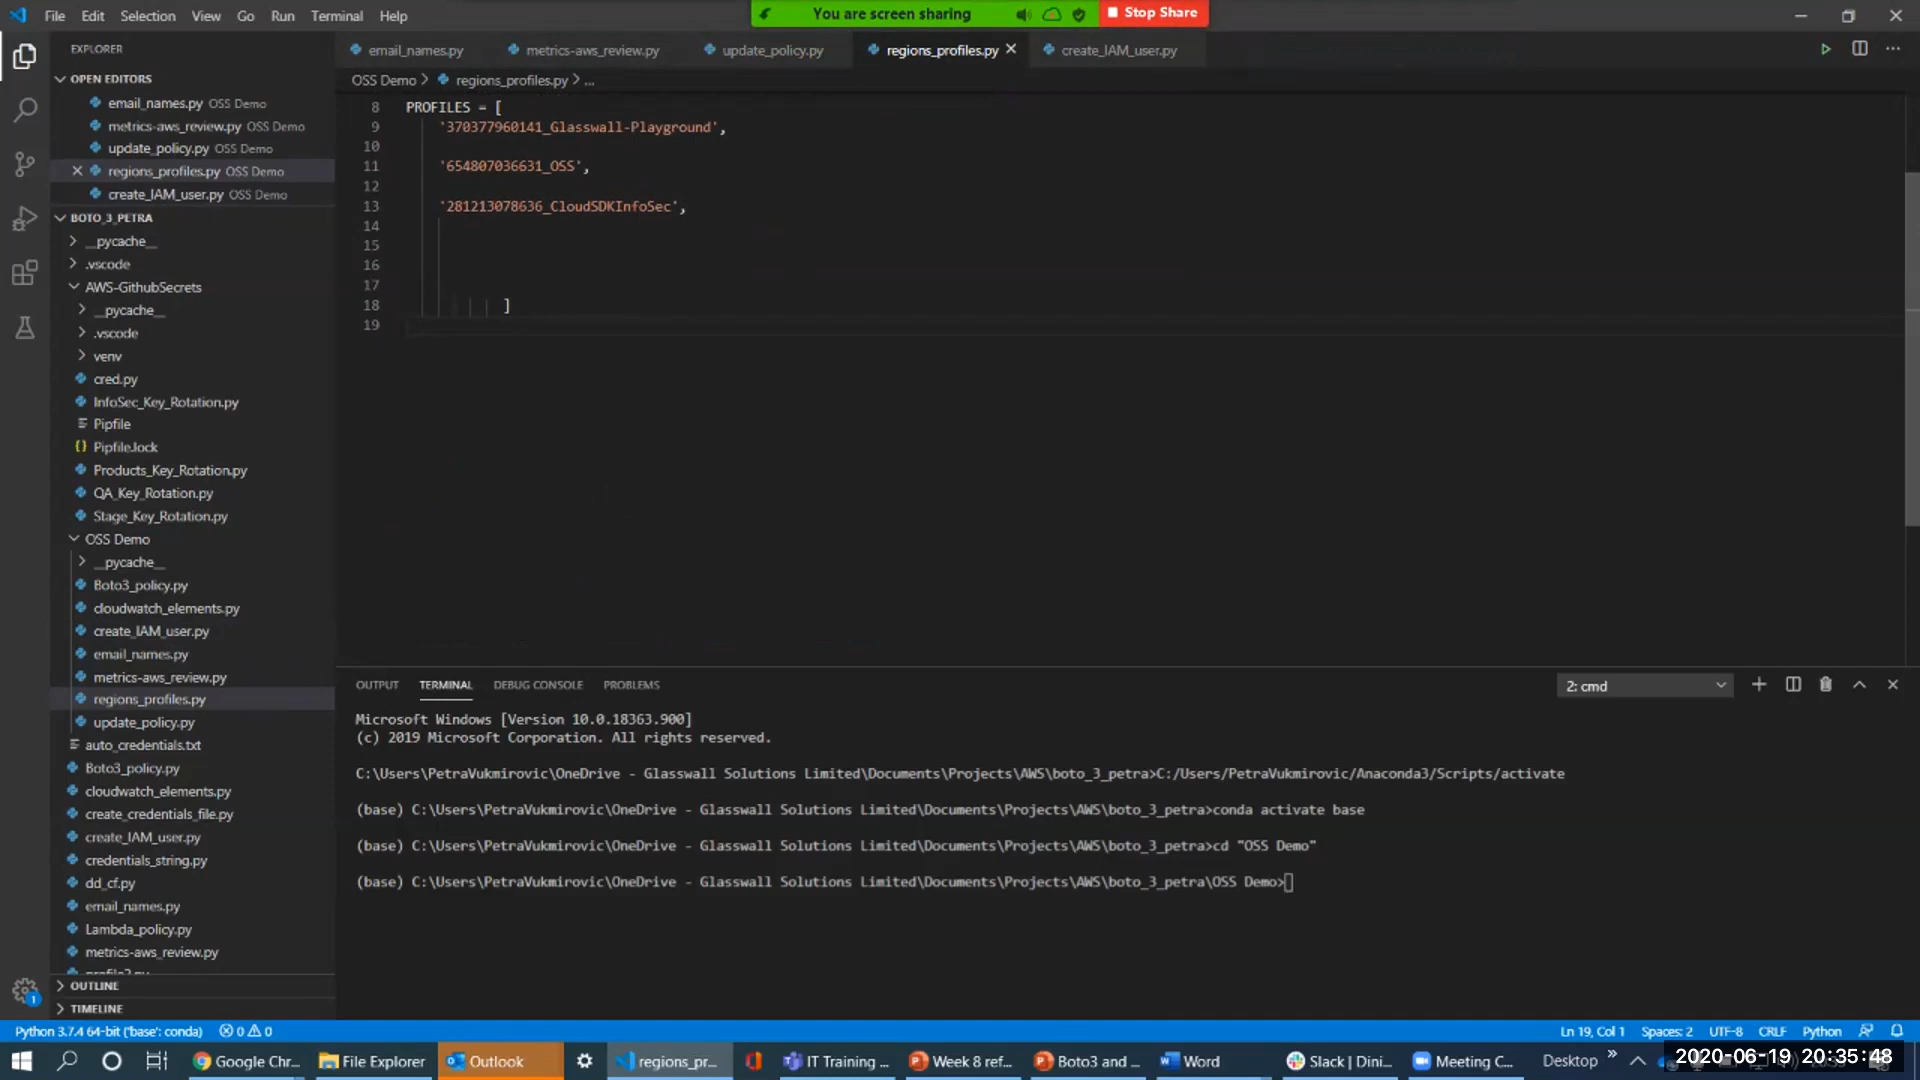 File Edit Selection View Go Run Terminal Help
You are screen sharing
Stop Share
EXPLORER
email_names.py
metrics-aws_review.py
update_policy.py
regions_profiles.py
create_IAM_user.py
OPEN EDITORS
OSS Demo > regions_profiles.py > ...
email_names.py OSS Demo
metrics-aws_review.py OSS Demo
update_policy.py OSS Demo
regions_profiles.py OSS Demo
create_IAM_user.py OSS Demo
BOTO_3_PETRA
__pycache__
.vscode
AWS-GithubSecrets
__pycache__
.vscode
venv
cred.py
InfoSec_Key_Rotation.py
Pipfile
Pipfile.lock
Products_Key_Rotation.py
QA_Key_Rotation.py
Stage_Key_Rotation.py
OSS Demo
__pycache__
Boto3_policy.py
cloudwatch_elements.py
create_IAM_user.py
email_names.py
metrics-aws_review.py
regions_profiles.py
update_policy.py
auto_credentials.txt
Boto3_policy.py
cloudwatch_elements.py
create_credentials_file.py
create_IAM_user.py
credentials_string.py
dd_cf.py
email_names.py
Lambda_policy.py
metrics-aws_review.py
OUTLINE
TIMELINE
8 PROFILES = [
9 '370377960141_Glasswall-Playground',
10
11 '654807036631_OSS',
12
13 '281213078636_CloudSDKInfoSec',
14
15
16
17
18 ]
19
OUTPUT TERMINAL DEBUG CONSOLE PROBLEMS
2: cmd
Microsoft Windows [Version 10.0.18363.900]
(c) 2019 Microsoft Corporation. All rights reserved.
C:\Users\PetraVukmirovic\OneDrive - Glasswall Solutions Limited\Documents\Projects\AWS\boto_3_petra>C:/Users/PetraVukmirovic/Anaconda3/Scripts/activate
(base) C:\Users\PetraVukmirovic\OneDrive - Glasswall Solutions Limited\Documents\Projects\AWS\boto_3_petra>conda activate base
(base) C:\Users\PetraVukmirovic\OneDrive - Glasswall Solutions Limited\Documents\Projects\AWS\boto_3_petra>cd "OSS Demo"
(base) C:\Users\PetraVukmirovic\OneDrive - Glasswall Solutions Limited\Documents\Projects\AWS\boto_3_petra\OSS Demo>
1
Python 3.7.4 64-bit ('base': conda) 0 0
Ln 19, Col 1 Spaces: 2 UTF-8 CRLF Python
Google Chr... File Explorer Outlook regions_pr... IT Training ... Week 8 ref... Boto3 and ... Word Slack | Dini... Meeting C... Desktop
2020-06-19 20:35:48